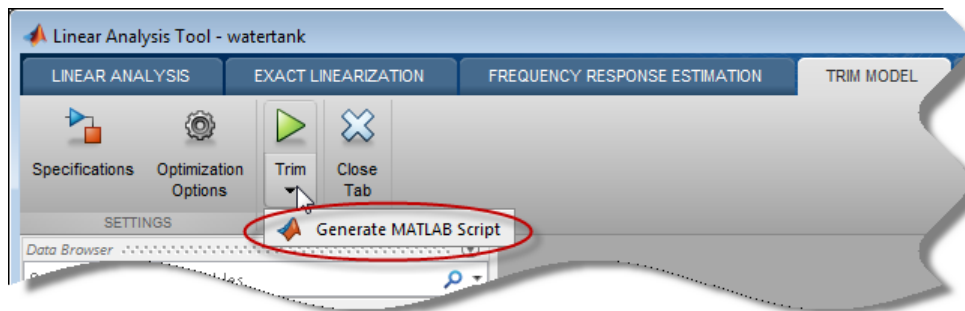 Linear Analysis Tool - watertank
LINEAR ANALYSIS
EXACT LINEARIZATION
FREQUENCY RESPONSE ESTIMATION
TRIM MODEL
Specifications
Optimization
Options
Trim
Close
Tab
SETTINGS
Generate MATLAB Script
Data Browser